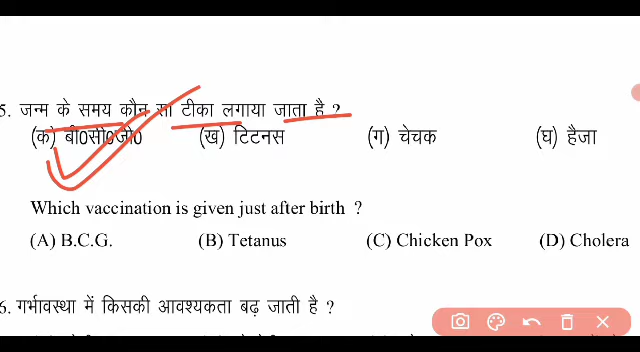 5. जन्म के समय कौन सा टीका लगाया जाता है ?
(क) बी0सी0जी0 (ख) टिटनस (ग) चेचक (घ) हैजा
Which vaccination is given just after birth ?
(A) B.C.G. (B) Tetanus (C) Chicken Pox (D) Cholera
6. गर्भावस्था में किसकी आवश्यकता बढ़ जाती है ?